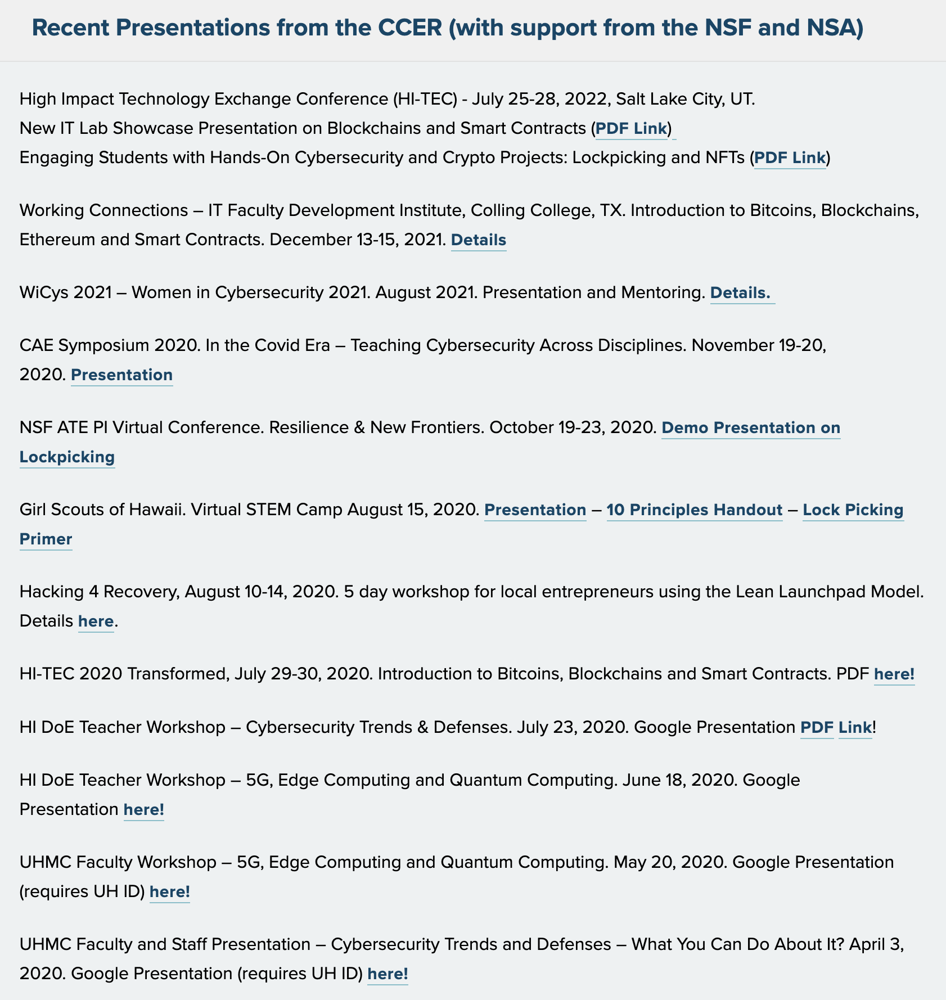 Recent Presentations from the CCER (with support from the NSF and NSA)
High Impact Technology Exchange Conference (HI-TEC) - July 25-28, 2022, Salt Lake City, UT.
New IT Lab Showcase Presentation on Blockchains and Smart Contracts (PDF Link)
Engaging Students with Hands-On Cybersecurity and Crypto Projects: Lockpicking and NFTs (PDF Link)
Working Connections – IT Faculty Development Institute, Colling College, TX. Introduction to Bitcoins, Blockchains,
Ethereum and Smart Contracts. December 13-15, 2021. Details
WiCys 2021 – Women in Cybersecurity 2021. August 2021. Presentation and Mentoring. Details.
CAE Symposium 2020. In the Covid Era – Teaching Cybersecurity Across Disciplines. November 19-20,
2020. Presentation
NSF ATE PI Virtual Conference. Resilience & New Frontiers. October 19-23, 2020. Demo Presentation on
Lockpicking
Girl Scouts of Hawaii. Virtual STEM Camp August 15, 2020. Presentation – 10 Principles Handout – Lock Picking
Primer
Hacking 4 Recovery, August 10-14, 2020. 5 day workshop for local entrepreneurs using the Lean Launchpad Model.
Details here.
HI-TEC 2020 Transformed, July 29-30, 2020. Introduction to Bitcoins, Blockchains and Smart Contracts. PDF here!
HI DoE Teacher Workshop – Cybersecurity Trends & Defenses. July 23, 2020. Google Presentation PDF Link!
HI DoE Teacher Workshop – 5G, Edge Computing and Quantum Computing. June 18, 2020. Google
Presentation here!
UHMC Faculty Workshop – 5G, Edge Computing and Quantum Computing. May 20, 2020. Google Presentation
(requires UH ID) here!
UHMC Faculty and Staff Presentation – Cybersecurity Trends and Defenses – What You Can Do About It? April 3,
2020. Google Presentation (requires UH ID) here!